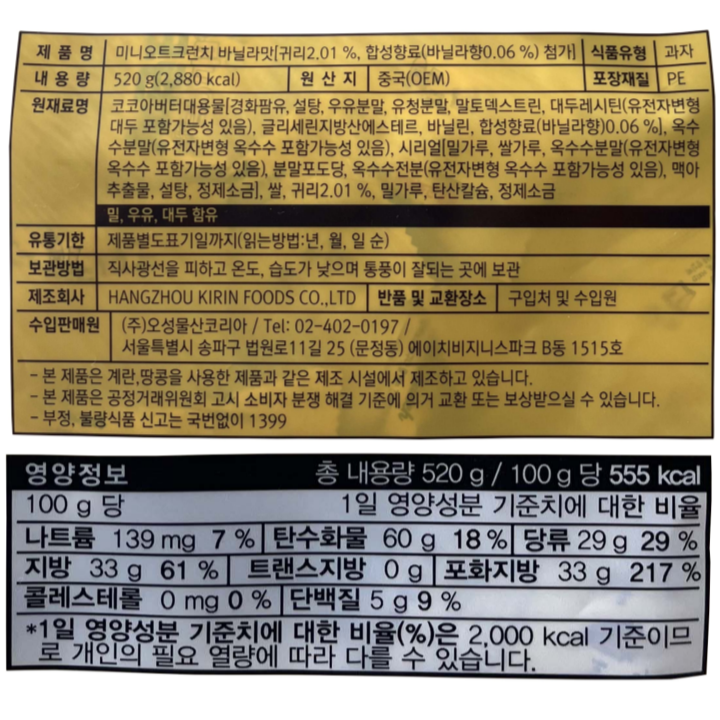 제 품 명 미니오트크런치 바닐라맛[귀리2.01 %, 합성향료(바닐라향0.06 %) 첨가] 식품유형 과자
내 용 량 520 g(2,880 kcal) 원 산 지 중국(OEM) 포장재질 PE
원재료명 코코아버터대용물[경화팜유, 설탕, 우유분말, 유청분말, 말토덱스트린, 대두레시틴(유전자변형
대두 포함가능성 있음), 글리세린지방산에스테르, 바닐린, 합성향료(바닐라향)0.06 %], 옥수
수분말(유전자변형 옥수수 포함가능성 있음), 시리얼[밀가루, 쌀가루, 옥수수분말(유전자변형
옥수수 포함가능성 있음), 분말포도당, 옥수수전분(유전자변형 옥수수 포함가능성 있음), 맥아
추출물, 설탕, 정제소금], 쌀, 귀리2.01 %, 밀가루, 탄산칼슘, 정제소금
밀, 우유, 대두 함유
유통기한 제품별도표기일까지(읽는방법:년, 월, 일 순)
보관방법 직사광선을 피하고 온도, 습도가 낮으며 통풍이 잘되는 곳에 보관
제조회사 HANGZHOU KIRIN FOODS CO.,LTD 반품 및 교환장소 구입처 및 수입원
수입판매원 (주)오성물산코리아 / Tel: 02-402-0197 /
서울특별시 송파구 법원로11길 25 (문정동) 에이치비지니스파크 B동 1515호
- 본 제품은 계란,땅콩을 사용한 제품과 같은 제조 시설에서 제조하고 있습니다.
- 본 제품은 공정거래위원회 고시 소비자 분쟁 해결 기준에 의거 교환 또는 보상받으실 수 있습니다.
- 부정, 불량식품 신고는 국번없이 1399
영양정보 총 내용량 520 g / 100 g 당 555 kcal
100 g 당 1일 영양성분 기준치에 대한 비율
나트륨 139 mg 7 % 탄수화물 60 g 18 % 당류 29 g 29 %
지방 33 g 61 % 트랜스지방 0 g 포화지방 33 g 217 %
콜레스테롤 0 mg 0 % 단백질 5 g 9 %
*1일 영양성분 기준치에 대한 비율(%)은 2,000 kcal 기준이므
로 개인의 필요 열량에 따라 다를 수 있습니다.